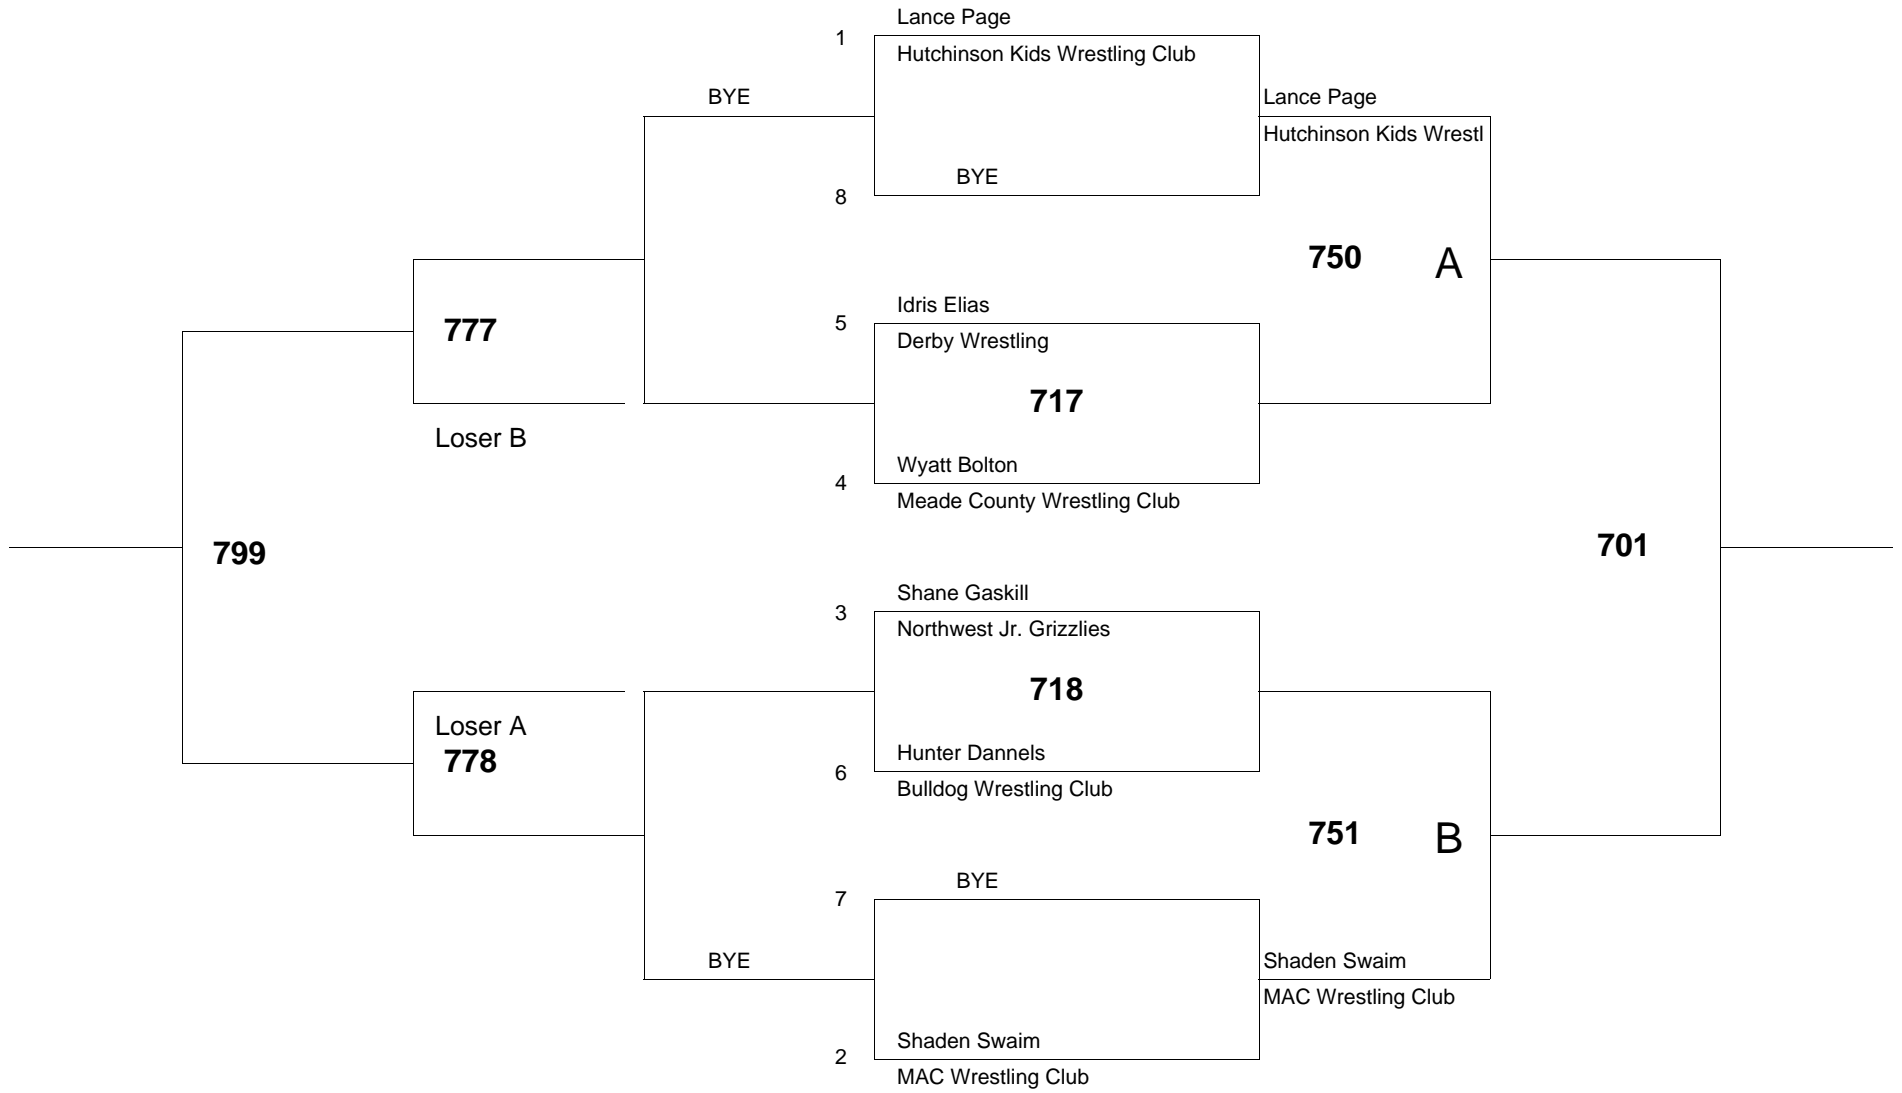 Lance Page
1
Hutchinson Kids Wrestling Club
BYE
Lance Page
Hutchinson Kids Wrestl
BYE
8
750
A
Idris Elias
5
777
Derby Wrestling
717
Loser B
Wyatt Bolton
4
Meade County Wrestling Club
799
701
Shane Gaskill
3
Northwest Jr. Grizzlies
718
Loser A
778
Hunter Dannels
6
Bulldog Wrestling Club
751
B
BYE
7
BYE
Shaden Swaim
MAC Wrestling Club
Shaden Swaim
2
MAC Wrestling Club